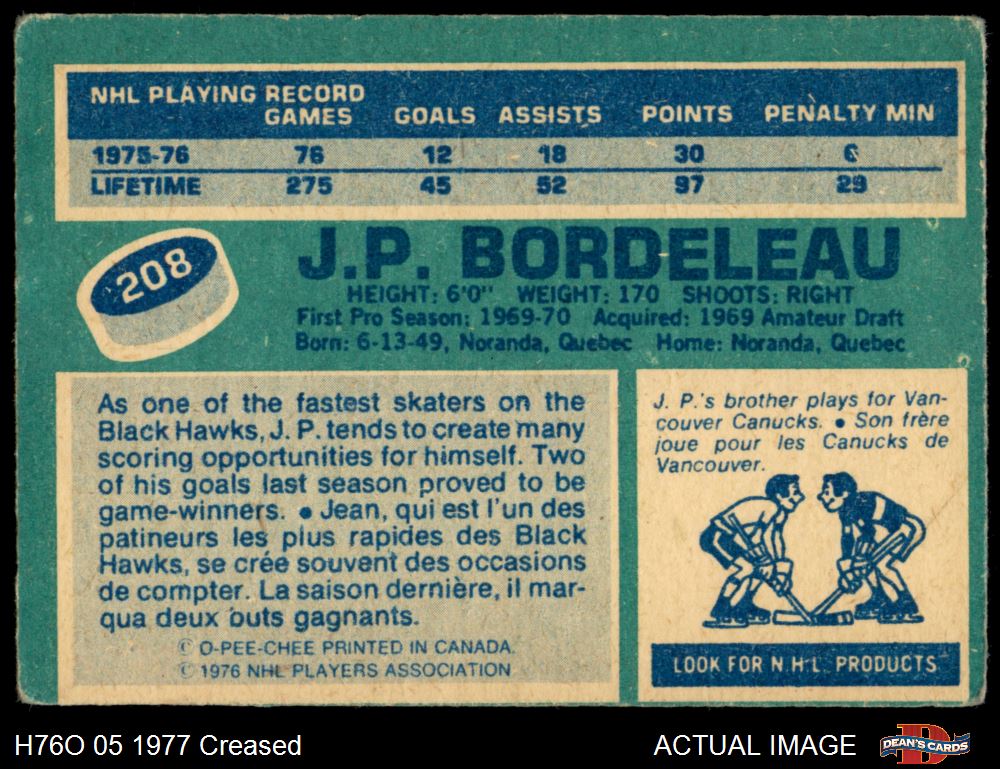 NHL PLAYING RECORD
GAMES GOALS ASSISTS POINTS PENALTY MIN
1975-76 76 12 18 30 6
LIFETIME 275 45 52 97 29
208
J.P. BORDELEAU
HEIGHT: 6'0" WEIGHT: 170 SHOOTS: RIGHT
First Pro Season: 1969-70 Acquired: 1969 Amateur Draft
Born: 6-13-49, Noranda, Quebec Home: Noranda, Quebec
As one of the fastest skaters on the
Black Hawks, J. P. tends to create many
scoring opportunities for himself. Two
of his goals last season proved to be
game-winners. • Jean, qui est l'un des
patineurs les plus rapides des Black
Hawks, se crée souvent des occasions
de compter. La saison dernière, il mar-
qua deux buts gagnants.
© O-PEE-CHEE PRINTED IN CANADA.
© 1976 NHL PLAYERS ASSOCIATION
J. P.'s brother plays for Van-
couver Canucks. • Son frère
joue pour les Canucks de
Vancouver.
LOOK FOR N.H.L. PRODUCTS
H76O 05 1977 Creased
ACTUAL IMAGE
DEAN'S CARDS